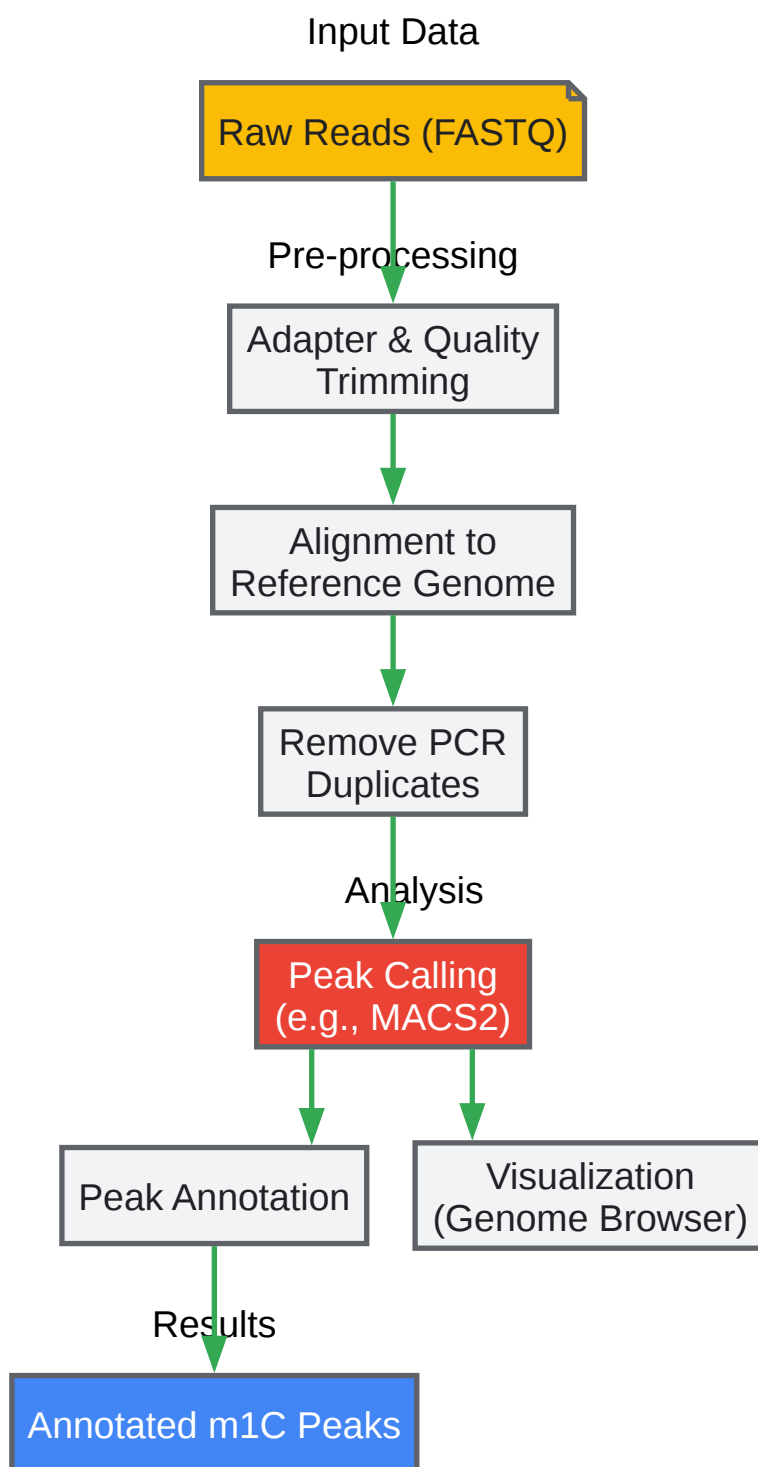 Input Data
Raw Reads (FASTQ)
Pre-processing
Adapter & Quality
Trimming
Alignment to
Reference Genome
Remove PCR
Duplicates
Analysis
Peak Calling
(e.g., MACS2)
Peak Annotation
Visualization
(Genome Browser)
Results
Annotated m1C Peaks